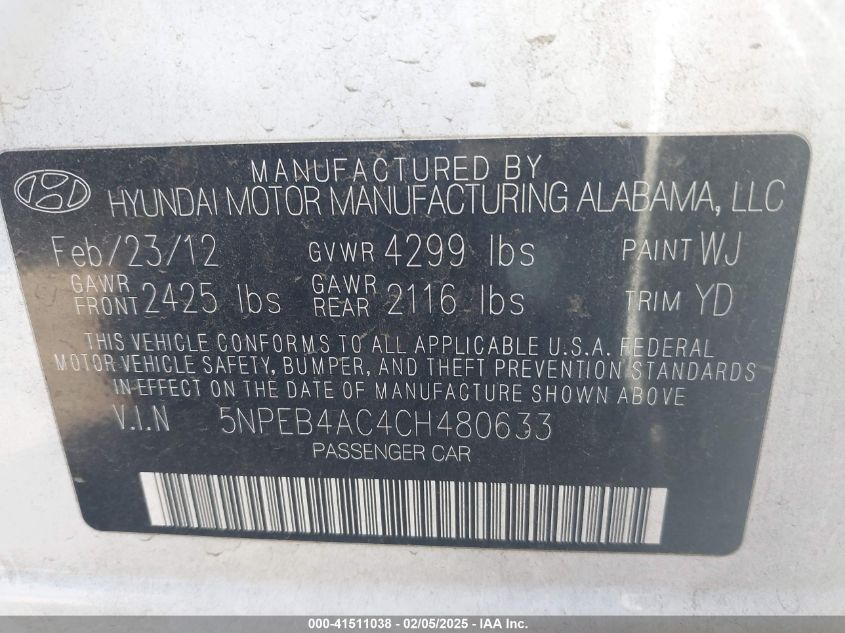 MANUFACTURED BY
HYUNDAI MOTOR MANUFACTURING ALABAMA, LLC
Feb/23/12 GVWR 4299 lbs PAINT WJ
GAWR FRONT 2425 lbs GAWR REAR 2116 lbs TRIM YD
THIS VEHICLE CONFORMS TO ALL APPLICABLE U.S.A. FEDERAL
MOTOR VEHICLE SAFETY, BUMPER, AND THEFT PREVENTION STANDARDS
IN EFFECT ON THE DATE OF MANUFACTURE SHOWN ABOVE.
V.I.N 5NPEB4AC4CH480633
PASSENGER CAR
000-41511038 - 02/05/2025 - IAA Inc.